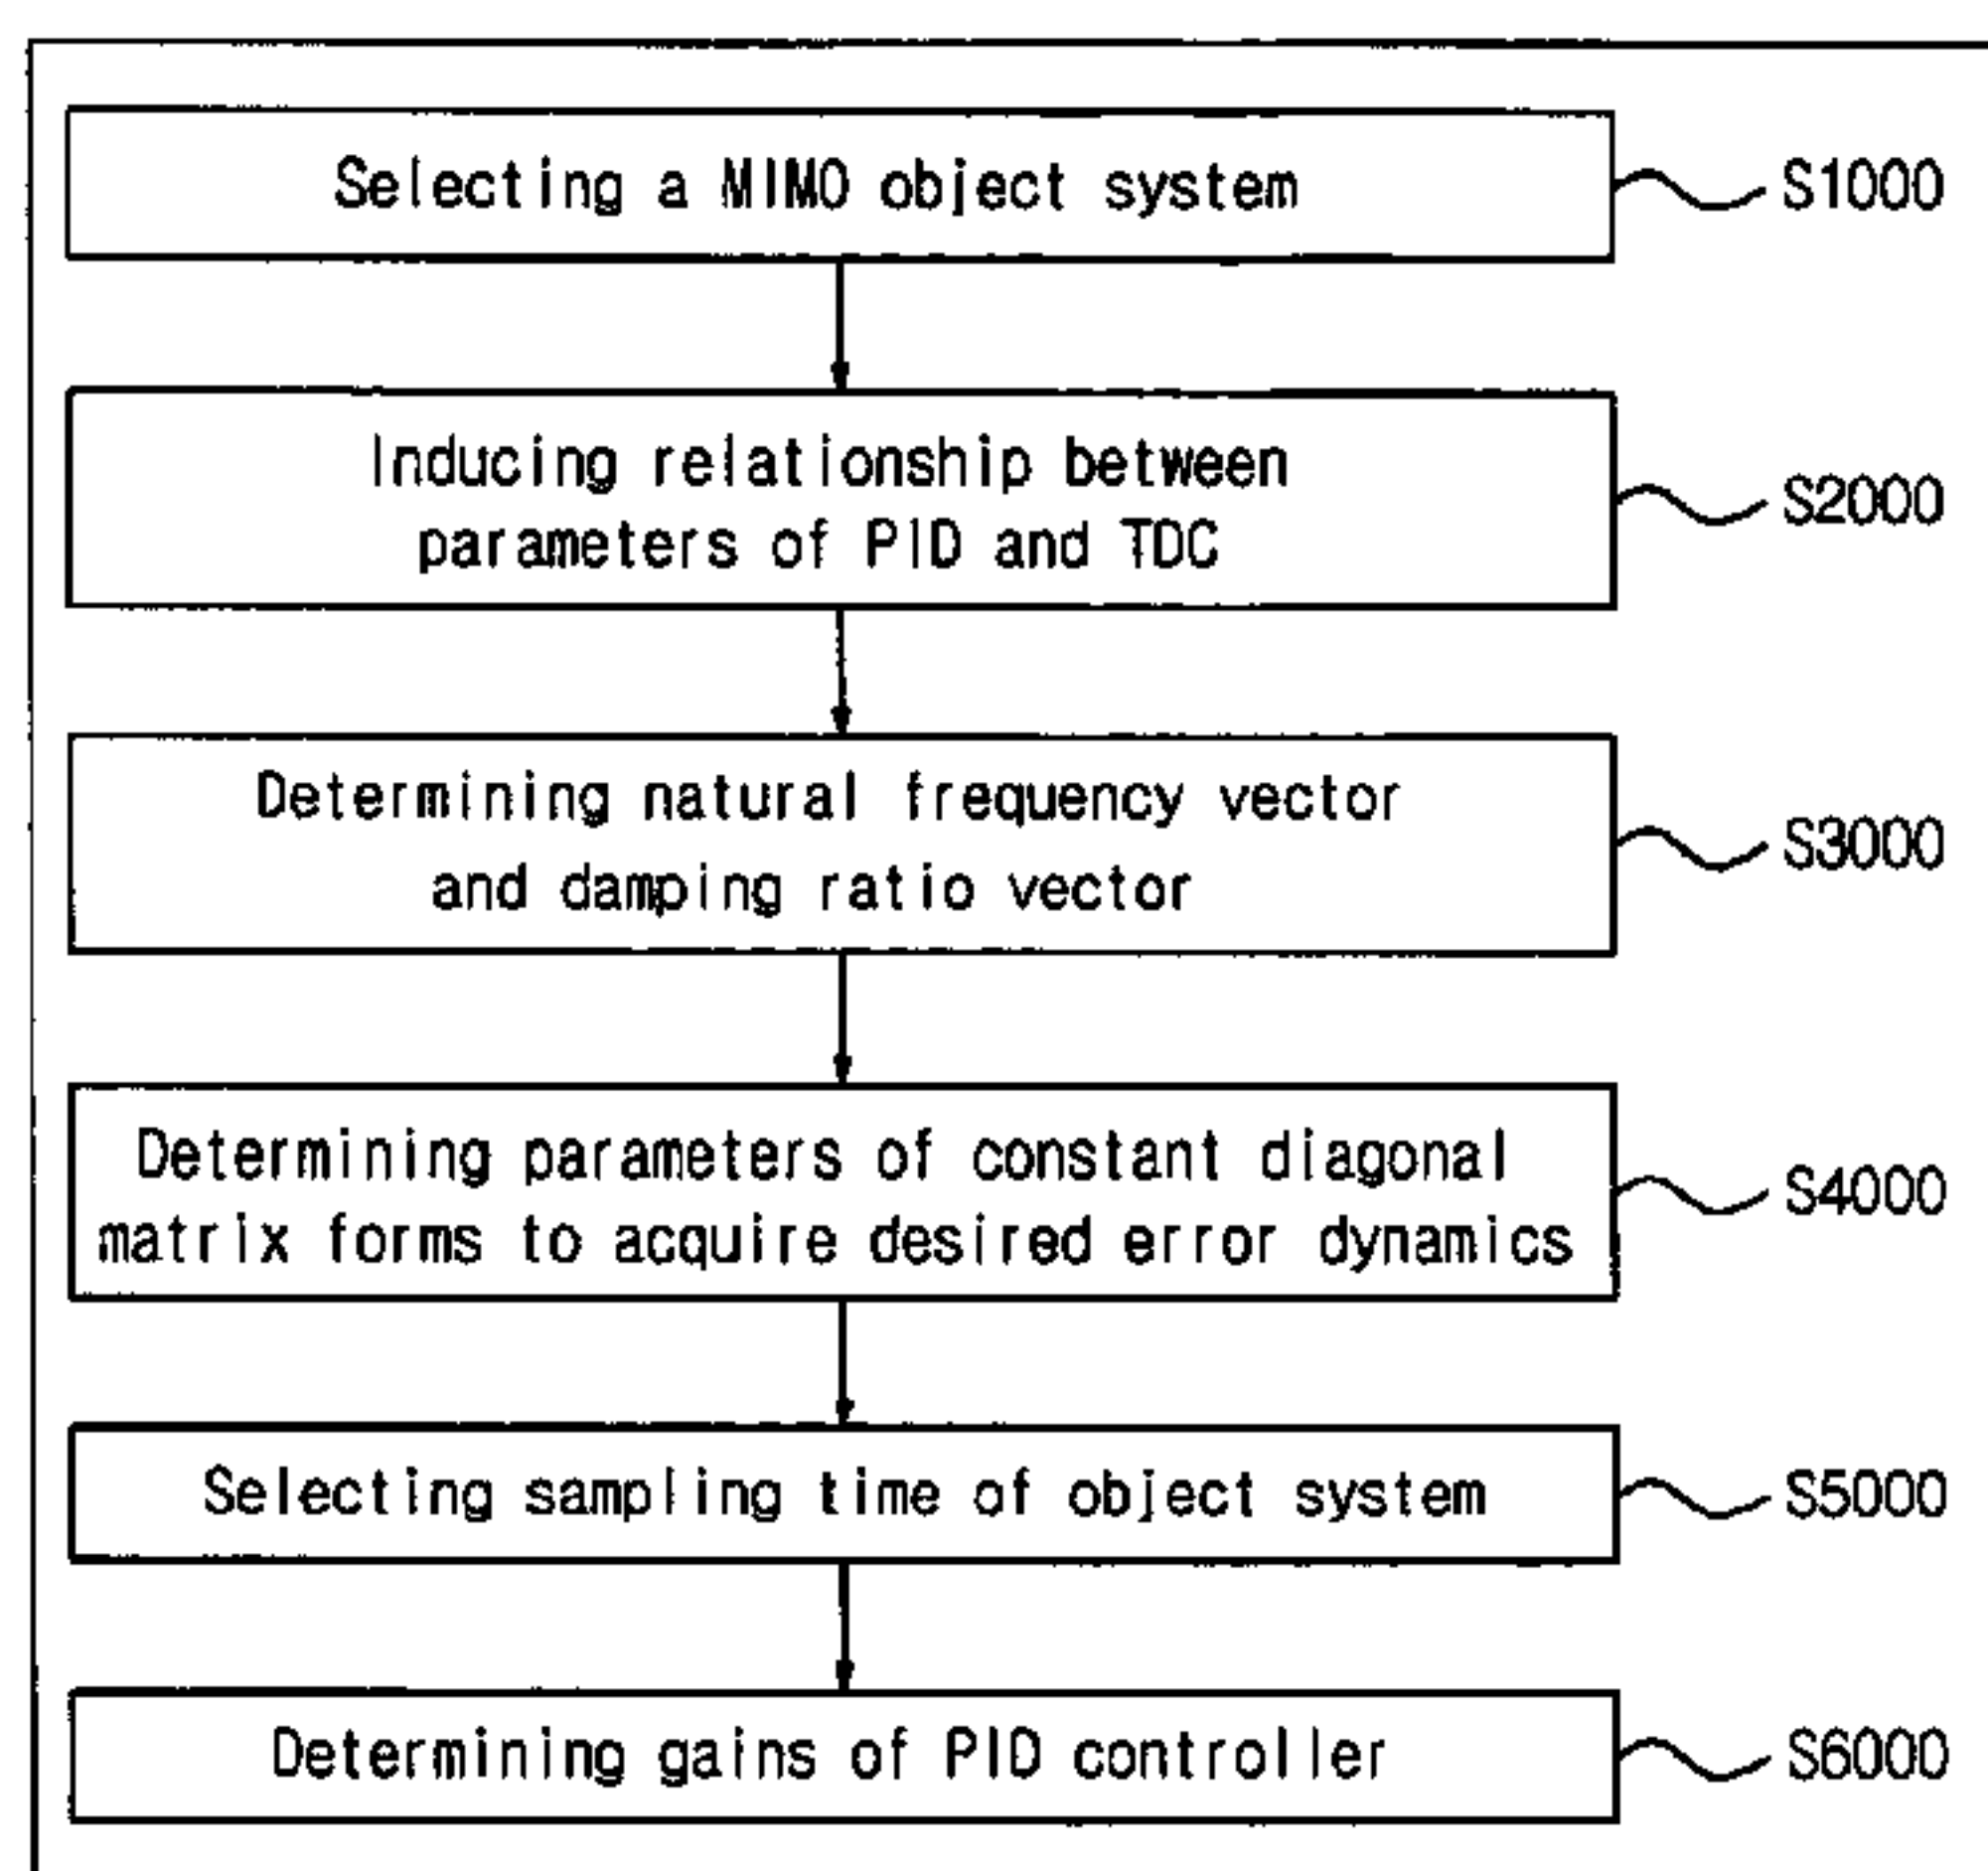 Selecting a MIMO object system
S1000
Inducing relationship between
parameters of PID and TDC
S2000
Determining natural frequency vector
and damping ratio vector
S3000
Determining parameters of constant diagonal
matrix forms to acquire desired error dynamics
S4000
Selecting sampling time of object system
S5000
Determining gains of PID controller
S6000